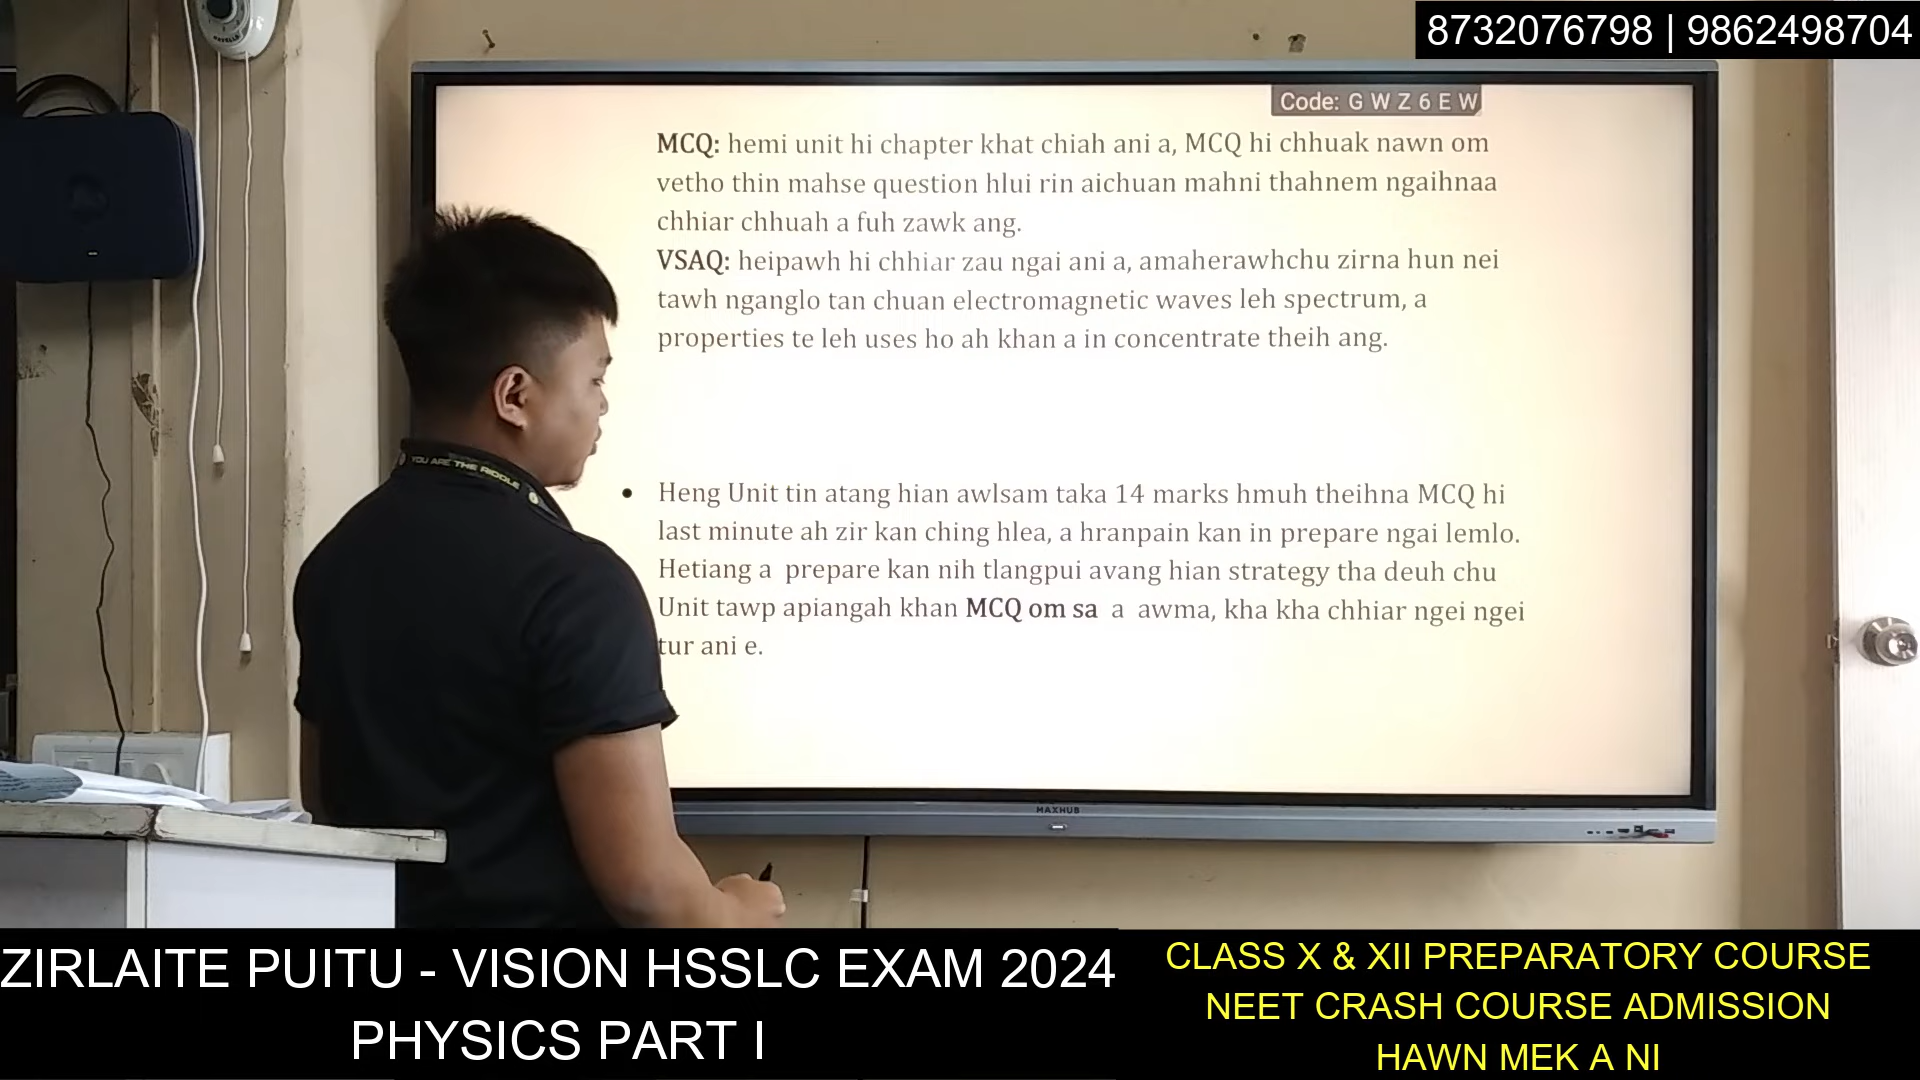 8732076798 | 9862498704
Code: G W Z 6 E W
MCQ: hemi unit hi chapter khat chiah ani a, MCQ hi chhuak nawn om
vetho thin mahse question hlui rin aichuan mahni thahnem ngaihnaa
chhiar chhuah a fuh zawk ang.
VSAQ: heipawh hi chhiar zau ngai ani a, amaherawhchu zirna hun nei
tawh nganglo tan chuan electromagnetic waves leh spectrum, a
properties te leh uses ho ah khan a in concentrate theih ang.
• Heng Unit tin atang hian awlsam taka 14 marks hmuh theihna MCQ hi
last minute ah zir kan ching hlea, a hranpain kan in prepare ngai lemlo.
Hetiang a prepare kan nih tlangpui avang hian strategy tha deuh chu
Unit tawp apiangah khan MCQ om sa a awma, kha kha chhiar ngei ngei
tur ani e.
YOU ARE THE RIDDLE
MAXHUB
ZIRLAITE PUITU - VISION HSSLC EXAM 2024
PHYSICS PART I
CLASS X & XII PREPARATORY COURSE
NEET CRASH COURSE ADMISSION
HAWN MEK A NI